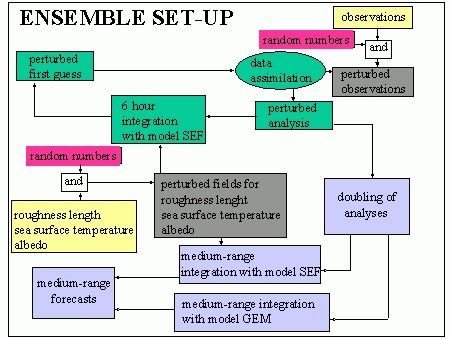 ENSEMBLE SET-UP
observations
random numbers
and
perturbed
first guess
data
assimilation
perturbed
observations
6 hour
integration
with model SEF
perturbed
analysis
random numbers
and
perturbed fields for
roughness lenght
sea surface temperature
albedo
doubling of
analyses
roughness length
sea surface temperature
albedo
medium-range
integration with model SEF
medium-range
forecasts
medium-range integration
with model GEM